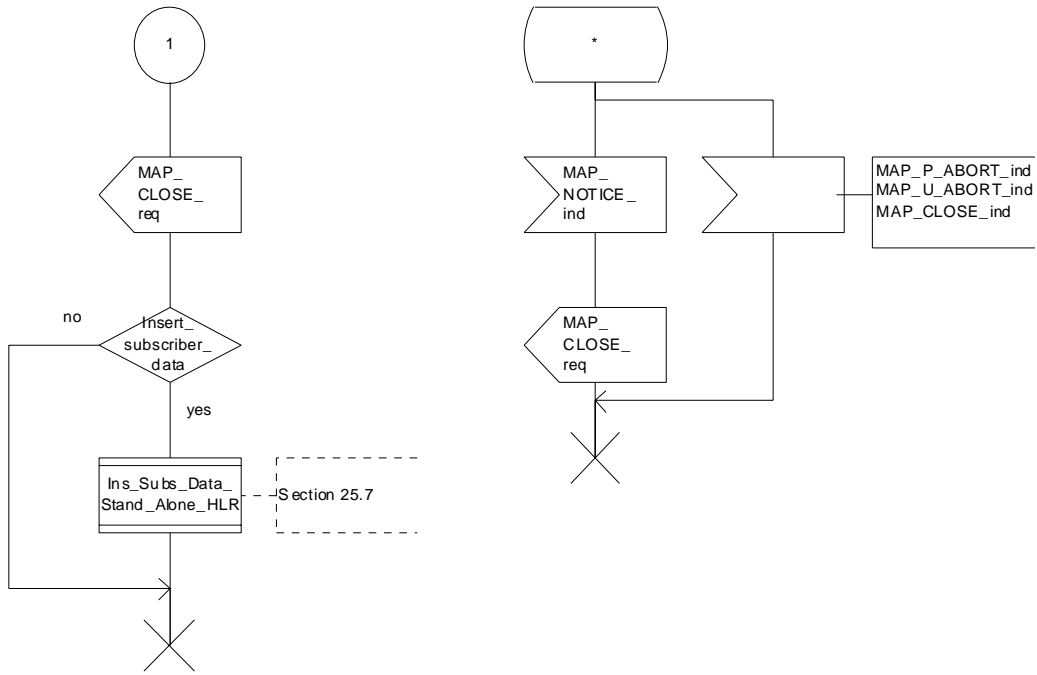 1
MAP_
CLOSE_
req
no
Insert_
subscriber_
data
yes
Ins_Subs_Data_
Stand_Alone_HLR
Section 25.7
*
MAP_
NOTICE_
ind
MAP_P_ABORT_ind
MAP_U_ABORT_ind
MAP_CLOSE_ind
MAP_
CLOSE_
req